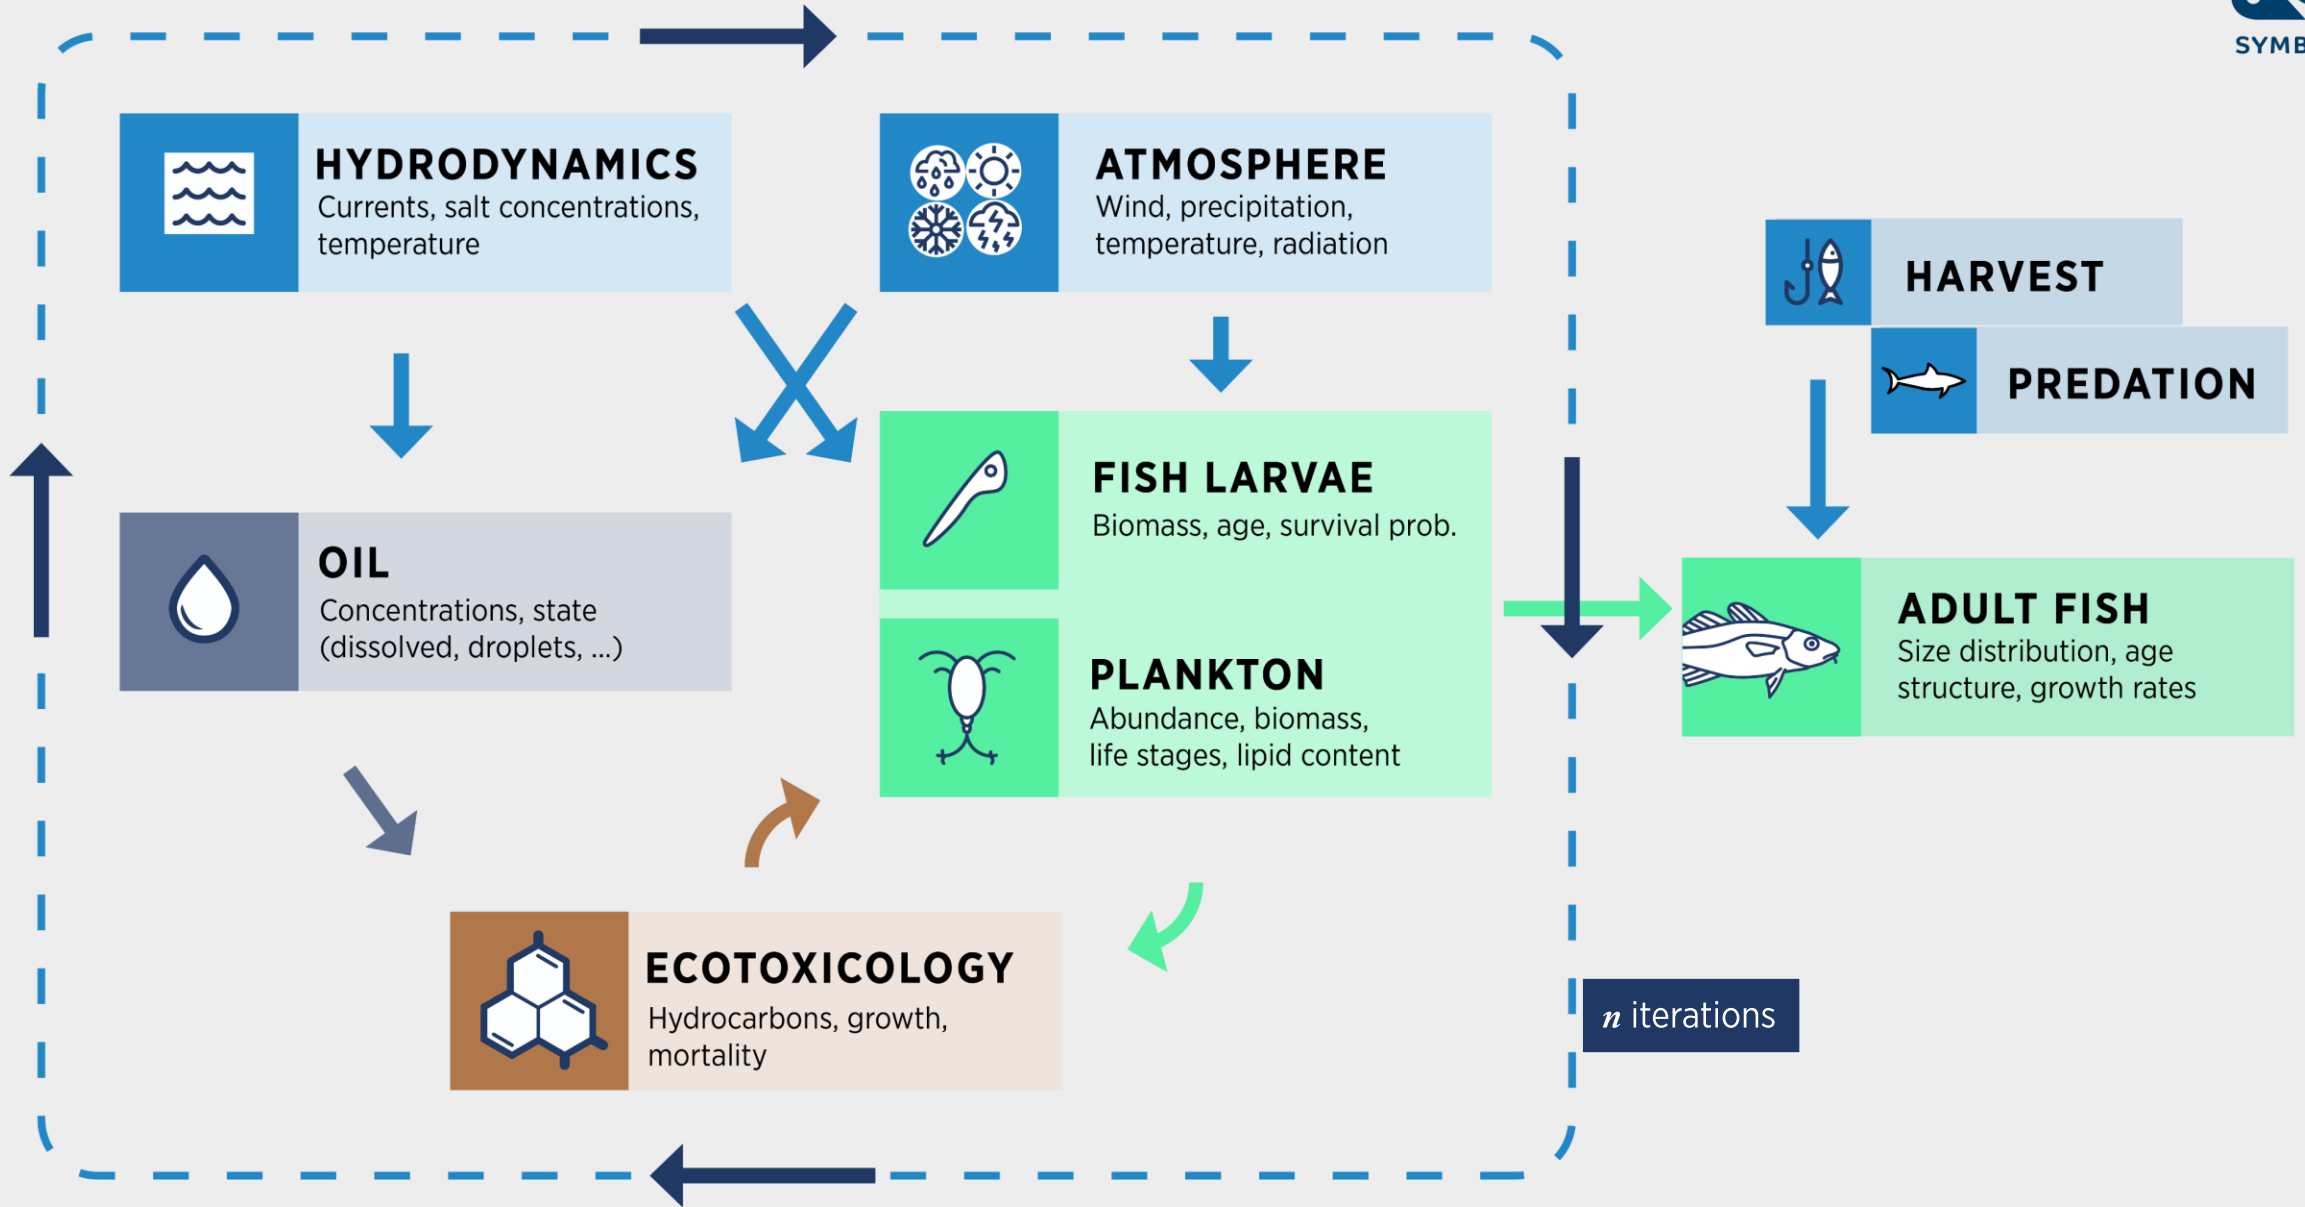 SYMB
HYDRODYNAMICS
Currents, salt concentrations,
temperature
ATMOSPHERE
Wind, precipitation,
temperature, radiation
HARVEST
PREDATION
FISH LARVAE
Biomass, age, survival prob.
OIL
Concentrations, state
(dissolved, droplets, ...)
PLANKTON
Abundance, biomass,
life stages, lipid content
ADULT FISH
Size distribution, age
structure, growth rates
ECOTOXICOLOGY
Hydrocarbons, growth,
mortality
n iterations